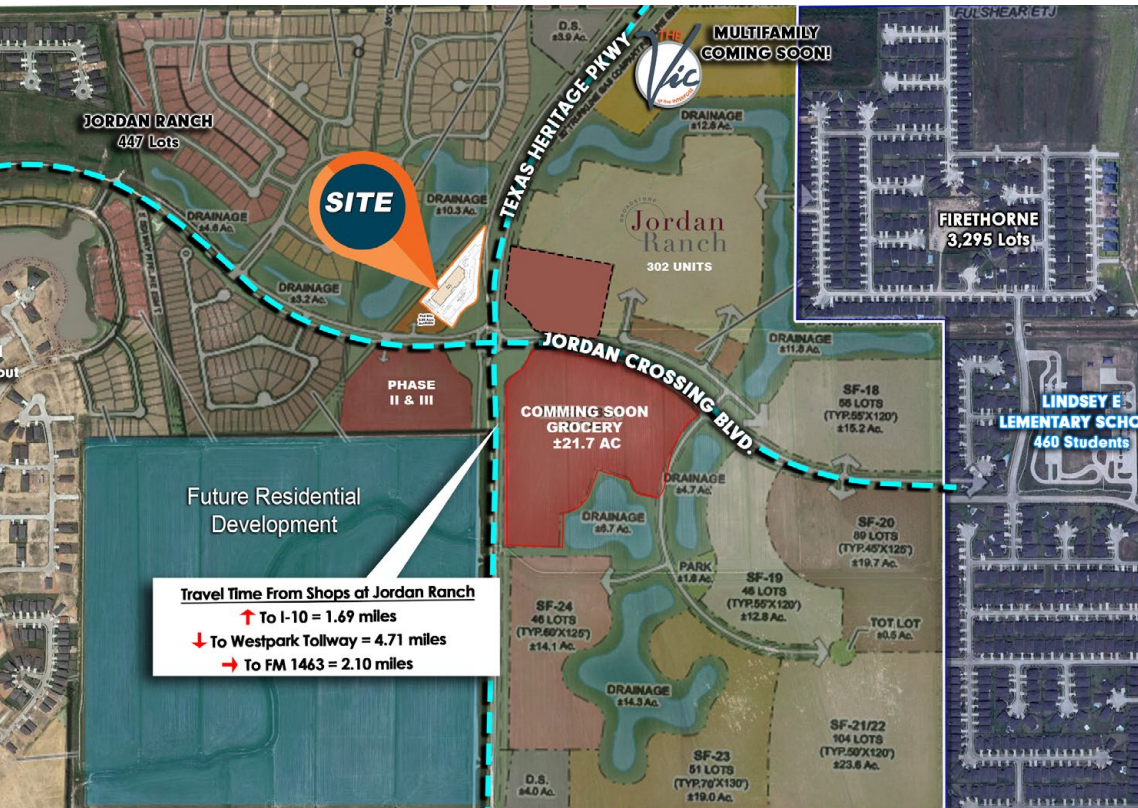 D.S.
±3.9 Ac.
TEXAS HERITAGE PKWY
THE
Vic
MULTIFAMILY
COMING SOON!
FULSHEAR ETJ
JORDAN RANCH
447 Lots
DRAINAGE
±12.8 Ac.
SITE
DRAINAGE
±4.6 Ac.
DRAINAGE
±10.3 Ac.
Jordan
Ranch
302 UNITS
FIRETHORNE
3,295 Lots
DRAINAGE
±3.2 Ac.
JORDAN CROSSING BLVD.
DRAINAGE
±11.8 Ac.
out
PHASE
II & III
COMMING SOON
GROCERY
±21.7 AC
SF-18
56 LOTS
(TYP.55'X120')
±15.2 Ac.
LINDSEY E
LEMENTARY SCHO
460 Students
Future Residential
Development
DRAINAGE
±4.7 Ac.
DRAINAGE
±6.7 Ac.
SF-20
89 LOTS
(TYP.45'X125')
±19.7 Ac.
PARK
±1.6 Ac.
SF-19
46 LOTS
(TYP.55'X120')
±12.8 Ac.
Travel Time From Shops at Jordan Ranch
↑ To I-10 = 1.69 miles
↓ To Westpark Tollway = 4.71 miles
→ To FM 1463 = 2.10 miles
SF-24
46 LOTS
(TYP.60'X125')
±14.1 Ac.
TOT LOT
±0.5 Ac.
DRAINAGE
±14.3 Ac.
SF-21/22
104 LOTS
(TYP.50'X120')
±23.6 Ac.
SF-23
51 LOTS
(TYP.70'X130')
±19.0 Ac.
D.S.
±4.0 Ac.